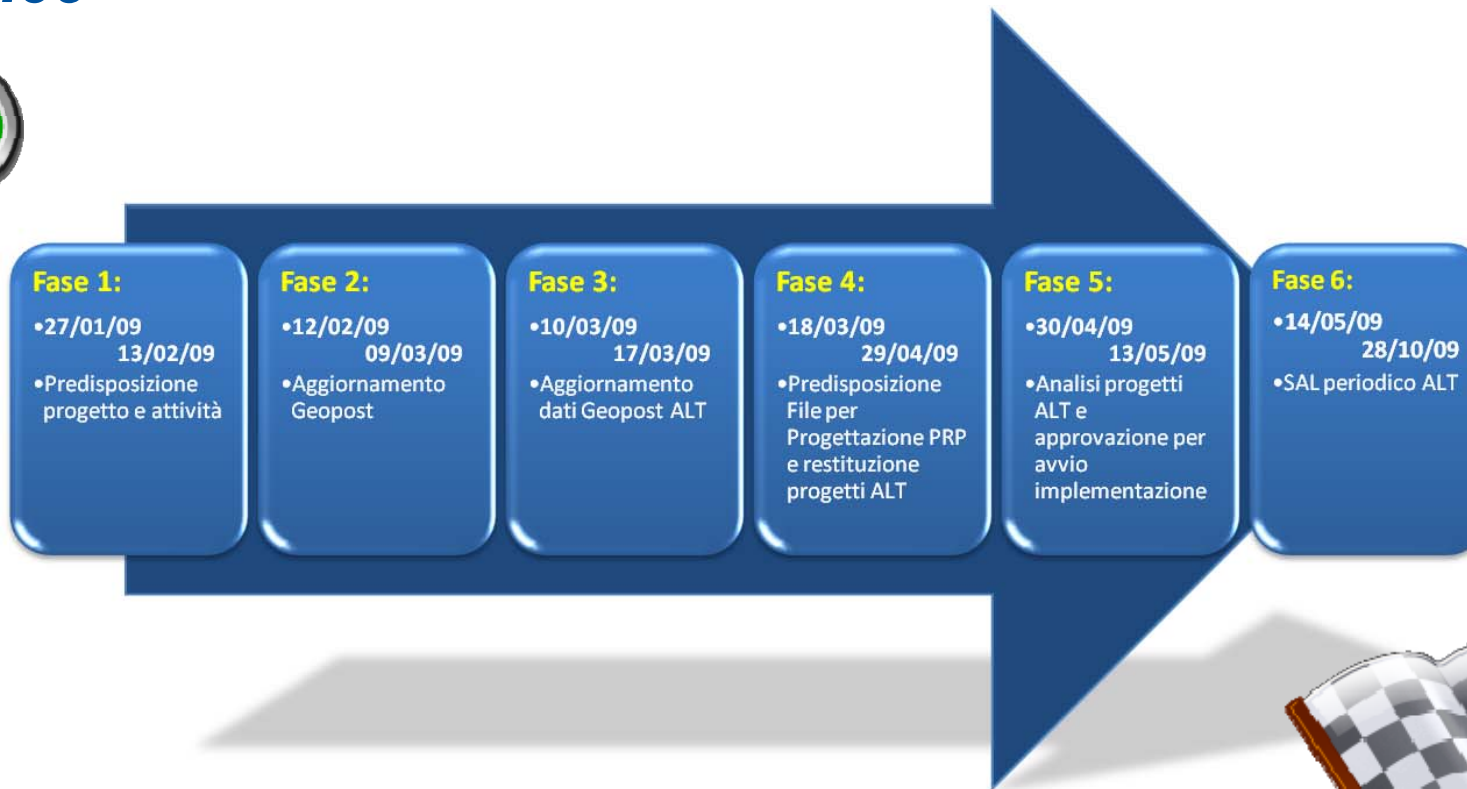 Fase 1:
•27/01/09
13/02/09
•Predisposizione
progetto e attività
Fase 2:
•12/02/09
09/03/09
•Aggiornamento
Geopost
Fase 3:
•10/03/09
17/03/09
•Aggiornamento
dati Geopost ALT
Fase 4:
•18/03/09
29/04/09
•Predisposizione
File per
Progettazione PRP
e restituzione
progetti ALT
Fase 5:
•30/04/09
13/05/09
•Analisi progetti
ALT e
approvazione per
avvio
implementazione
Fase 6:
•14/05/09
28/10/09
•SAL periodico ALT